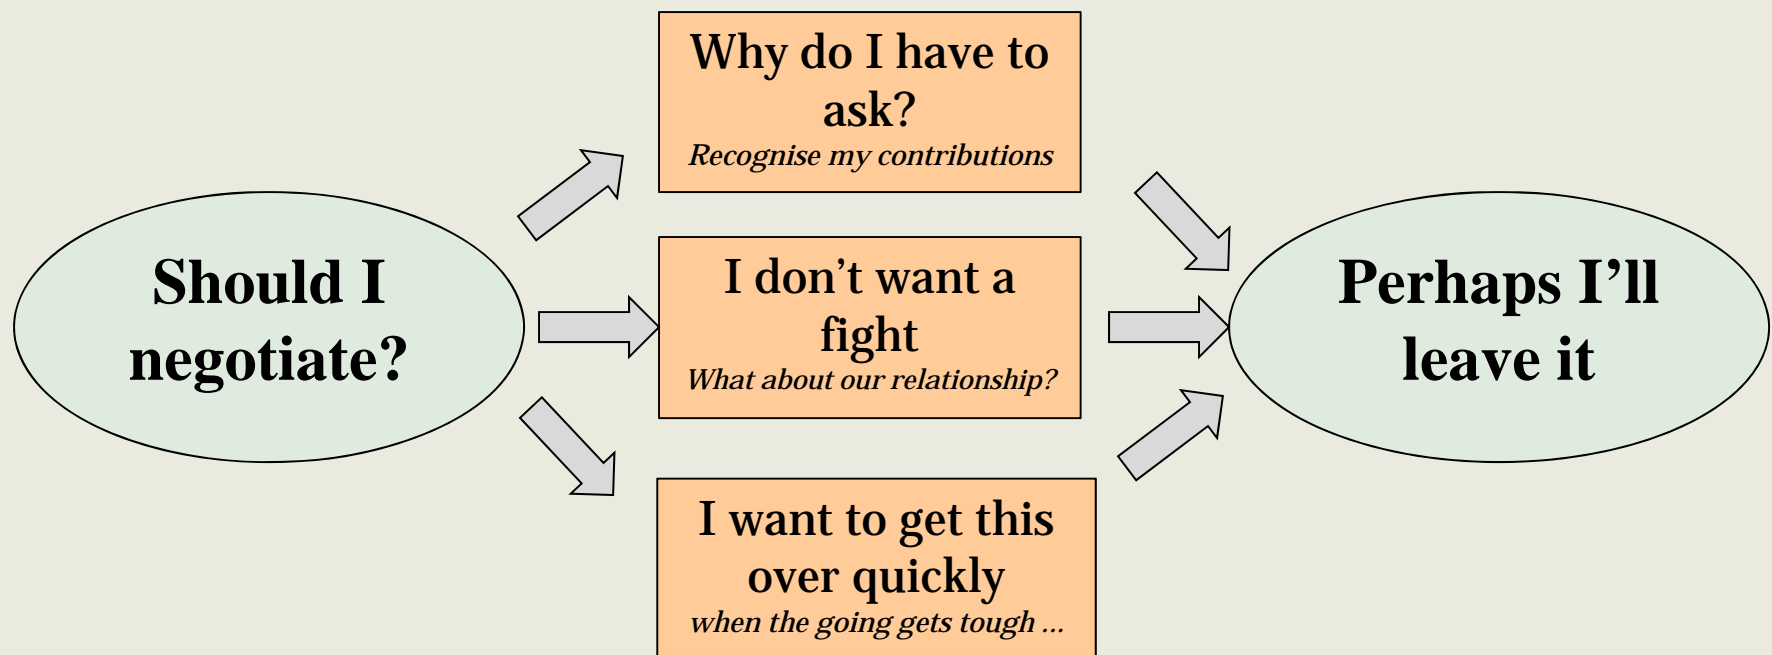 Should I
negotiate?
Why do I have to
ask?
Recognise my contributions
I don’t want a
fight
What about our relationship?
I want to get this
over quickly
when the going gets tough ...
Perhaps I’ll
leave it